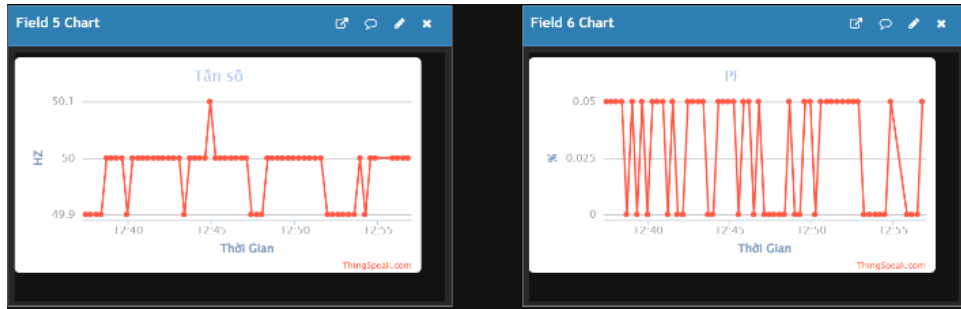 Field 5 Chart
Tần số
50.1
50
49.9
HZ
12:40 12:45 12:50 12:55
Thời Gian
ThingSpeak.com
Field 6 Chart
PF
0.05
0.025
0
%
12:40 12:45 12:50 12:55
Thời Gian
ThingSpeak.com